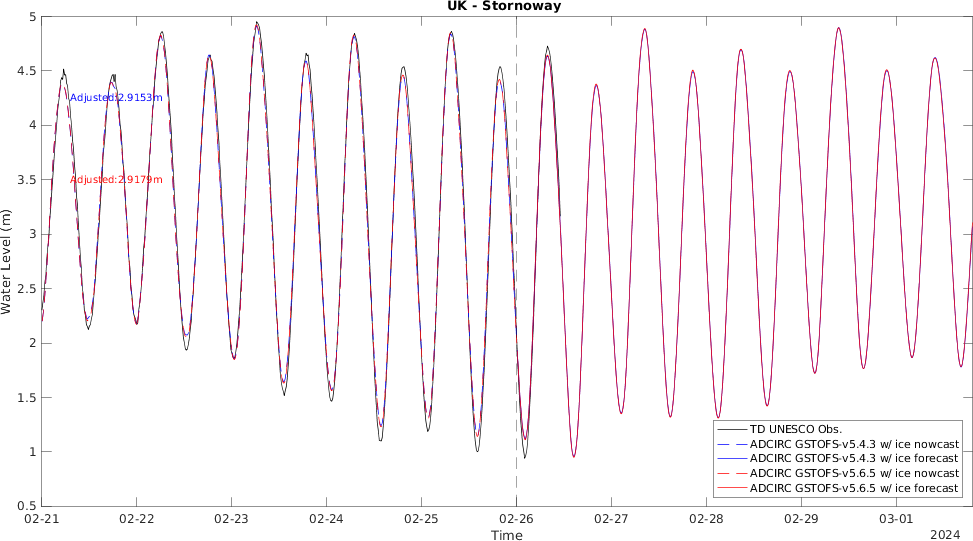 UK - Stornoway
5
4.5
4
3.5
3
2.5
2
1.5
1
0.5
Water Level (m)
Adjusted:2.9153m
Adjusted:2.9179m
TD UNESCO Obs.
ADCIRC GSTOFS-v5.4.3 w/ ice nowcast
ADCIRC GSTOFS-v5.4.3 w/ ice forecast
ADCIRC GSTOFS-v5.6.5 w/ ice nowcast
ADCIRC GSTOFS-v5.6.5 w/ ice forecast
02-21 02-22 02-23 02-24 02-25 02-26 02-27 02-28 02-29 03-01
Time
2024